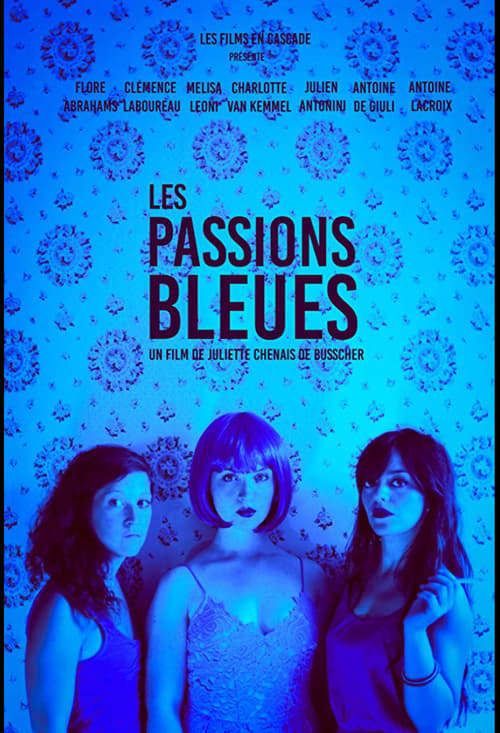 LES FILMS EN CASCADE
PRÉSENTE
FLORE CLÉMENCE MELISA CHARLOTTE JULIEN ANTOINE ANTOINE
ABRAHAMS LABOUREAU LEONI VAN KEMMEL ANTONINI DE GIULI LACROIX
LES
PASSIONS
BLEUES
UN FILM DE JULIETTE CHENAIS DE BUSSCHER